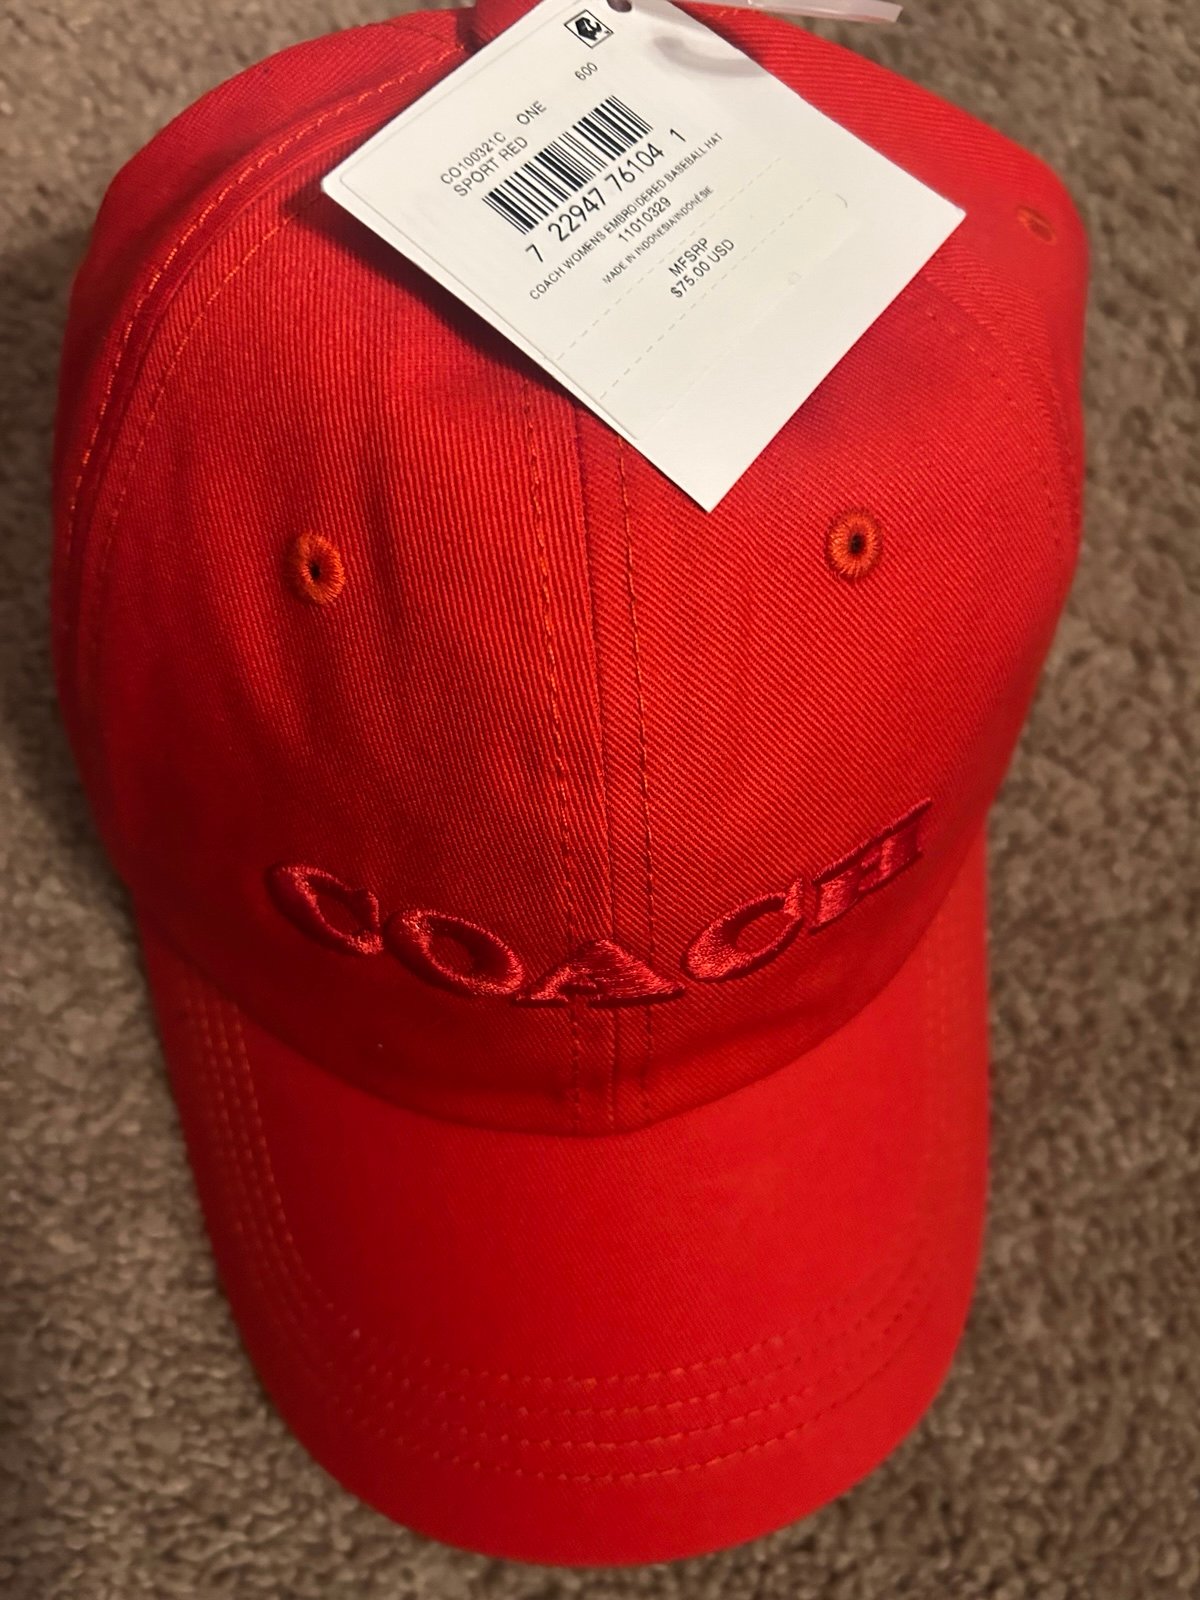 600
CO100321C ONE
SPORT RED
7 22947 76104 1
COACH WOMENS EMBROIDERED BASEBALL HAT
11010329
MADE IN INDONESIA/INDONÉSIE
MFSRP
$75.00 USD
COACH